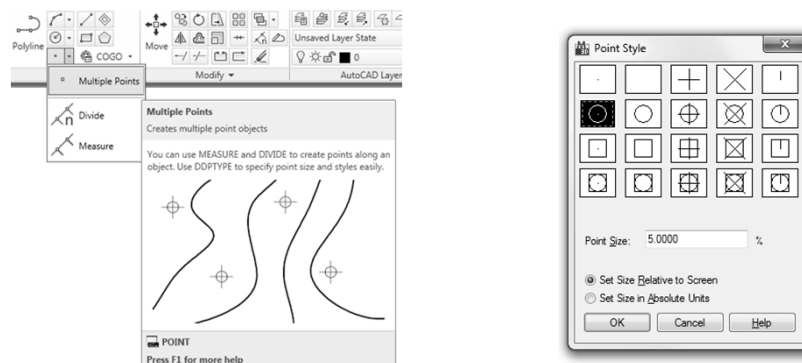 Polyline
COGO
Move
Unsaved Layer State
0
Modify
AutoCAD Layer
Multiple Points
Divide
Measure
Multiple Points
Creates multiple point objects
You can use MEASURE and DIVIDE to create points along an
object. Use DDPTYPE to specify point size and styles easily.
POINT
Press F1 for more help
Point Style
Point Size: 5.0000 %
Set Size Relative to Screen
Set Size in Absolute Units
OK Cancel Help